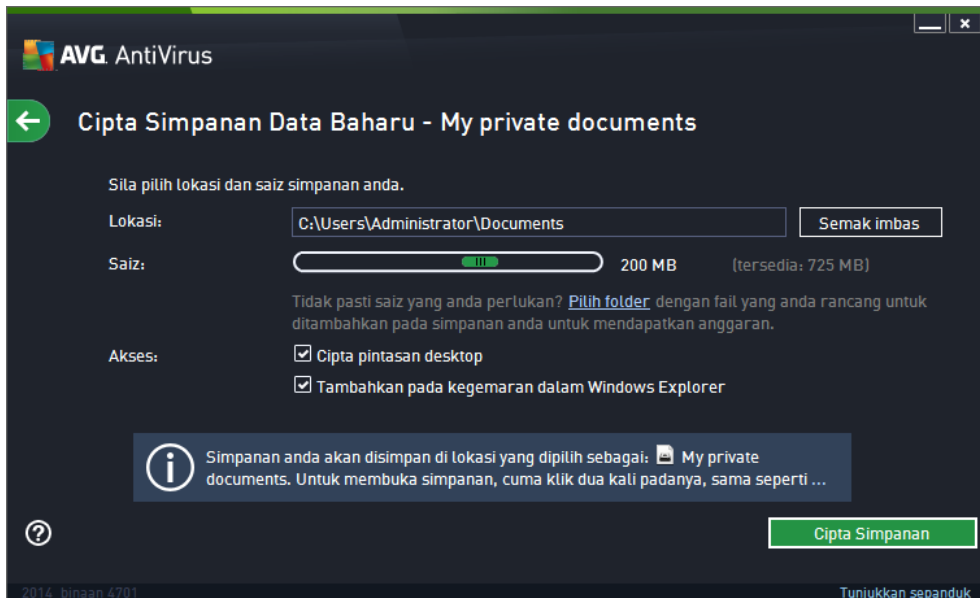 AVG. AntiVirus
Cipta Simpanan Data Baharu - My private documents
Sila pilih lokasi dan saiz simpanan anda.
Lokasi:
C:\Users\Administrator\Documents
Semak imbas
Saiz:
200 MB
(tersedia: 725 MB)
Tidak pasti saiz yang anda perlukan? Pilih folder dengan fail yang anda rancang untuk
ditambahkan pada simpanan anda untuk mendapatkan anggaran.
Akses:
Cipta pintasan desktop
Tambahkan pada kegemaran dalam Windows Explorer
Simpanan anda akan disimpan di lokasi yang dipilih sebagai: My private
documents. Untuk membuka simpanan, cuma klik dua kali padanya, sama seperti ...
Cipta Simpanan
2014 binaan 4701
Tunjukkan sepanduk